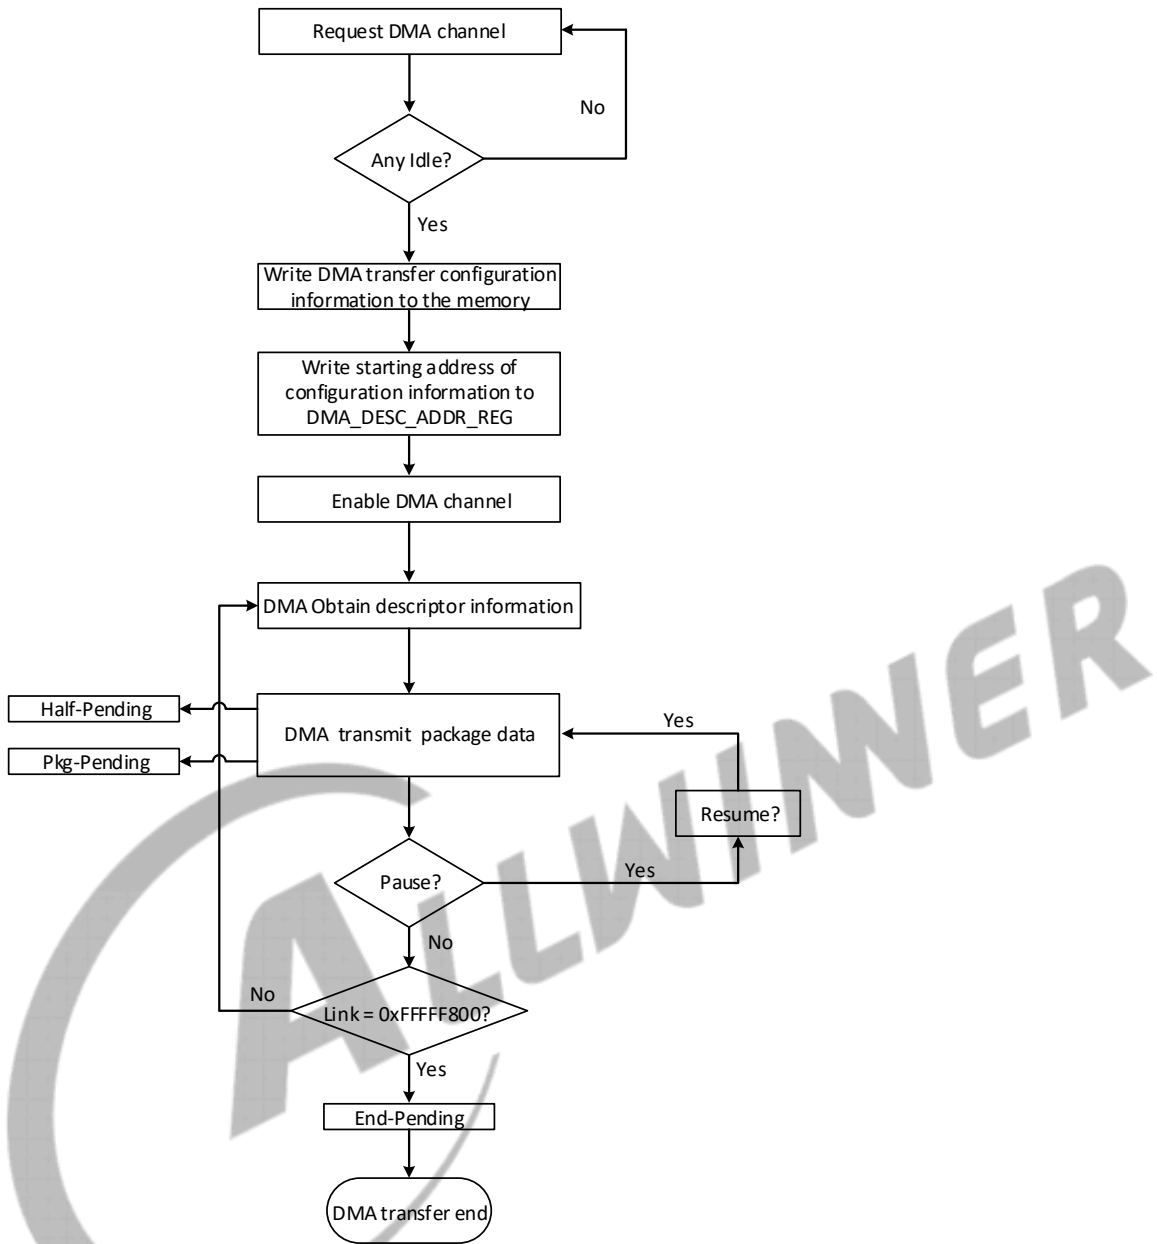 Request DMA channel
No
Any Idle?
Yes
Write DMA transfer configuration
information to the memory
Write starting address of
configuration information to
DMA_DESC_ADDR_REG
Enable DMA channel
DMA Obtain descriptor information
Half-Pending
Pkg-Pending
DMA transmit package data
Yes
Resume?
Pause?
Yes
No
No
Link = 0xFFFFF800?
Yes
End-Pending
DMA transfer end
ALLWINNER